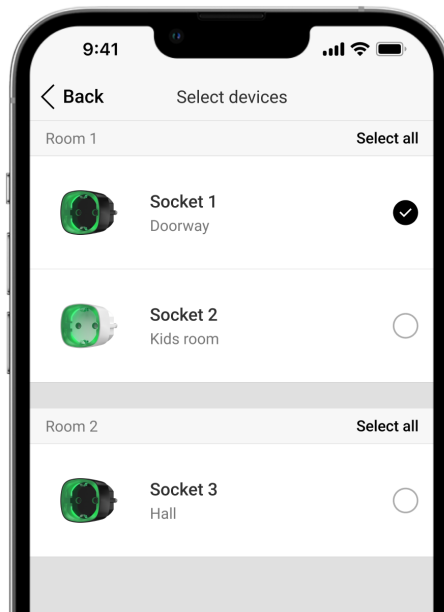 9:41
Back
Select devices
Room 1
Select all
Socket 1
Doorway
Socket 2
Kids room
Room 2
Select all
Socket 3
Hall